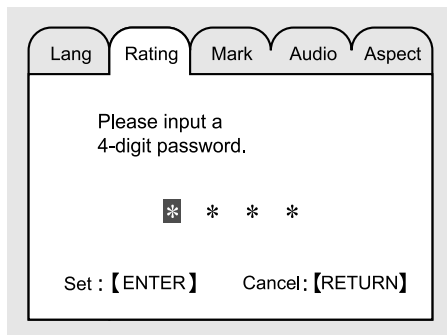 Lang Rating Mark Audio Aspect
Please input a
4-digit password.
* * * *
Set :【ENTER】 Cancel:【RETURN】